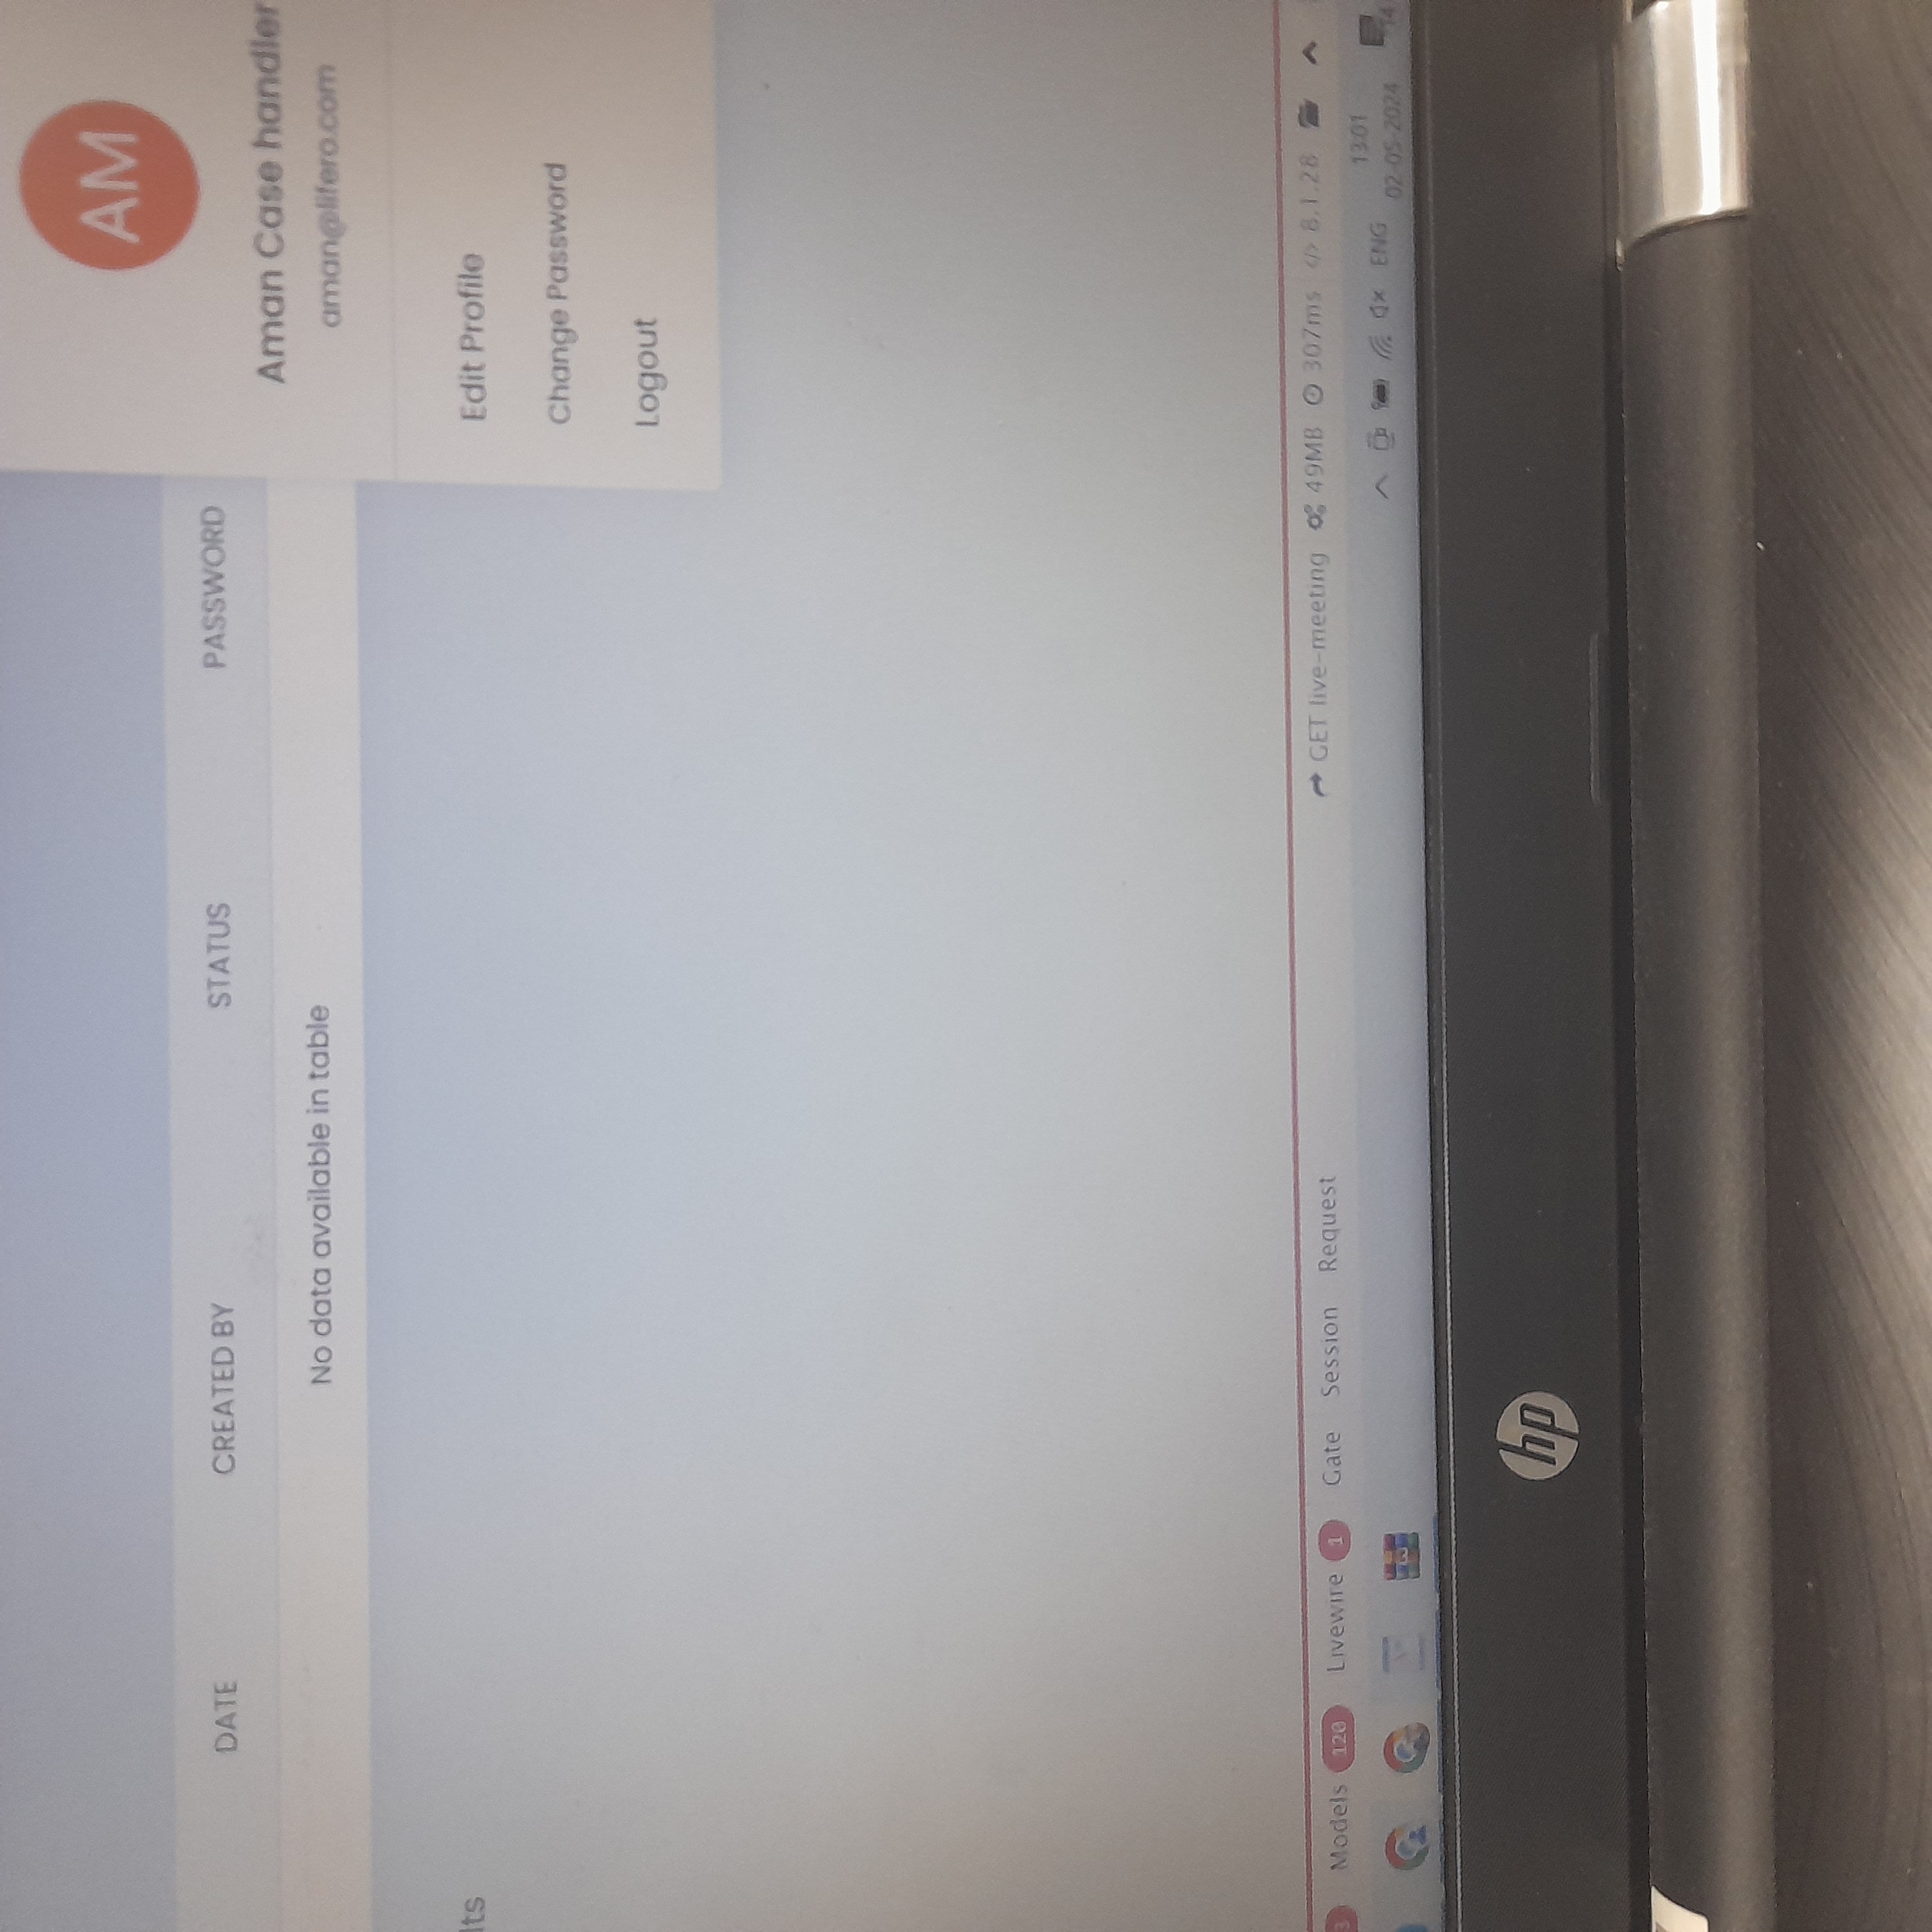 AM
DATE CREATED BY STATUS PASSWORD
Aman Case handler
aman@lifero.com
No data available in table
lts
Edit Profile
Change Password
Logout
3 Models 120 Livewire 1 Gate Session Request GET live-meeting 49MB 307ms </> 8.1.28
ENG
13:01
02-05-2024
14
hp